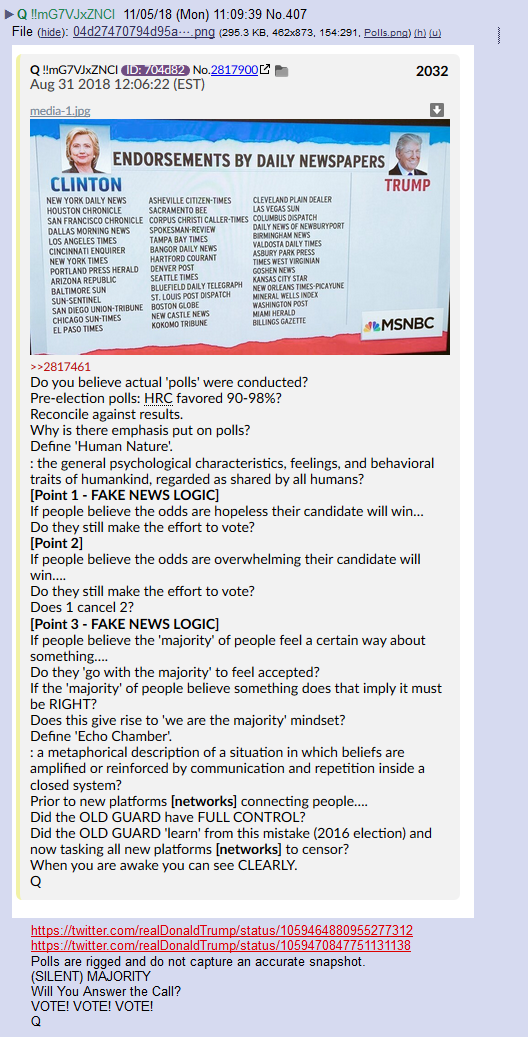 Q !!mG7VJxZNCI 11/05/18 (Mon) 11:09:39 No.407
File (hide): 04d27470794d95a⋯.png (295.3 KB, 462x873, 154:291, Polls.png) (h) (u)
Q !!mG7VJxZNCI ID: 704d82 No.2817900 2032
Aug 31 2018 12:06:22 (EST)
media-1.jpg
ENDORSEMENTS BY DAILY NEWSPAPERS
CLINTON
TRUMP
NEW YORK DAILY NEWS
HOUSTON CHRONICLE
SAN FRANCISCO CHRONICLE
DALLAS MORNING NEWS
LOS ANGELES TIMES
CINCINNATI ENQUIRER
NEW YORK TIMES
PORTLAND PRESS HERALD
ARIZONA REPUBLIC
BALTIMORE SUN
SUN-SENTINEL
SAN DIEGO UNION-TRIBUNE
CHICAGO SUN-TIMES
EL PASO TIMES
ASHEVILLE CITIZEN-TIMES
SACRAMENTO BEE
CORPUS CHRISTI CALLER-TIMES
SPOKESMAN-REVIEW
TAMPA BAY TIMES
BANGOR DAILY NEWS
HARTFORD COURANT
DENVER POST
SEATTLE TIMES
BLUEFIELD DAILY TELEGRAPH
ST. LOUIS POST DISPATCH
BOSTON GLOBE
NEW CASTLE NEWS
KOKOMO TRIBUNE
CLEVELAND PLAIN DEALER
LAS VEGAS SUN
COLUMBUS DISPATCH
DAILY NEWS OF NEWBURYPORT
BIRMINGHAM NEWS
VALDOSTA DAILY TIMES
ASBURY PARK PRESS
TIMES WEST VIRGINIAN
GOSHEN NEWS
KANSAS CITY STAR
NEW ORLEANS TIMES-PICAYUNE
MINERAL WELLS INDEX
WASHINGTON POST
MIAMI HERALD
BILLINGS GAZETTE
MSNBC
>>2817461
Do you believe actual 'polls' were conducted?
Pre-election polls: HRC favored 90-98%?
Reconcile against results.
Why is there emphasis put on polls?
Define 'Human Nature'.
: the general psychological characteristics, feelings, and behavioral
traits of humankind, regarded as shared by all humans?
[Point 1 - FAKE NEWS LOGIC]
If people believe the odds are hopeless their candidate will win…
Do they still make the effort to vote?
[Point 2]
If people believe the odds are overwhelming their candidate will
win….
Do they still make the effort to vote?
Does 1 cancel 2?
[Point 3 - FAKE NEWS LOGIC]
If people believe the 'majority' of people feel a certain way about
something….
Do they 'go with the majority' to feel accepted?
If the 'majority' of people believe something does that imply it must
be RIGHT?
Does this give rise to 'we are the majority' mindset?
Define 'Echo Chamber'.
: a metaphorical description of a situation in which beliefs are
amplified or reinforced by communication and repetition inside a
closed system?
Prior to new platforms [networks] connecting people….
Did the OLD GUARD have FULL CONTROL?
Did the OLD GUARD 'learn' from this mistake (2016 election) and
now tasking all new platforms [networks] to censor?
When you are awake you can see CLEARLY.
Q
https://twitter.com/realDonaldTrump/status/1059464880955277312
https://twitter.com/realDonaldTrump/status/1059470847751131138
Polls are rigged and do not capture an accurate snapshot.
(SILENT) MAJORITY
Will You Answer the Call?
VOTE! VOTE! VOTE!
Q